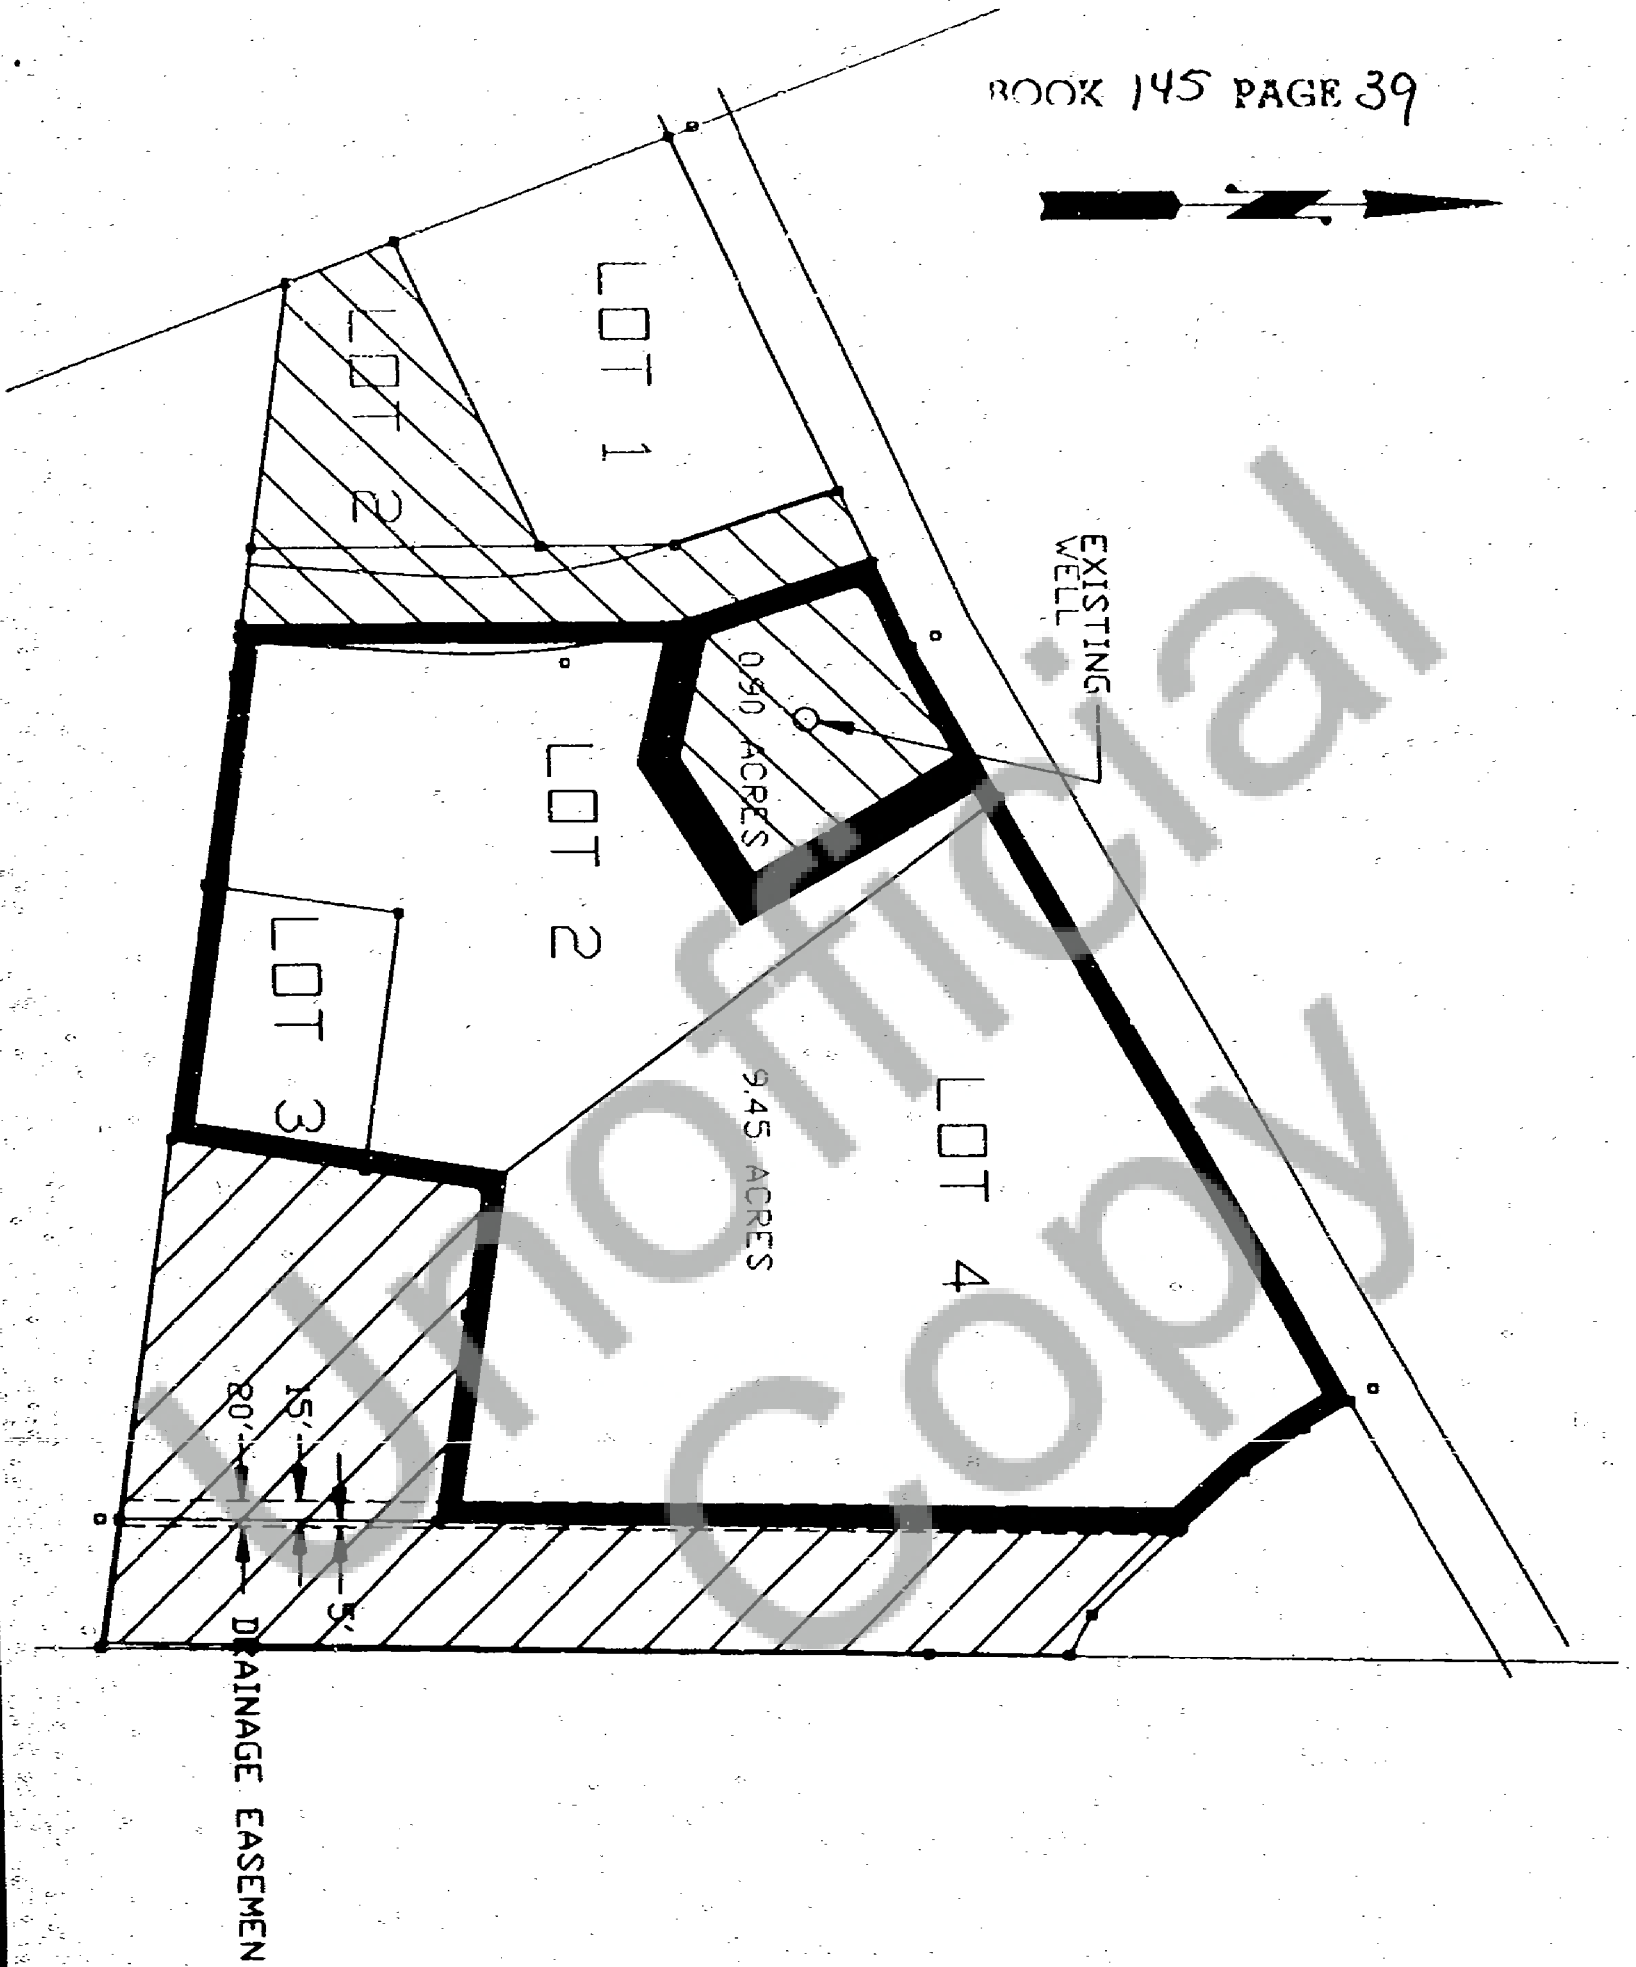 BOOK 145 PAGE 39
N
LOT 1
LOT 2
EXISTING
WELL
0.90 ACRES
LOT 2
LOT 3
LOT 4
9.45 ACRES
15'
20'
5'
DRAINAGE EASEMEN
Unofficial
Copy